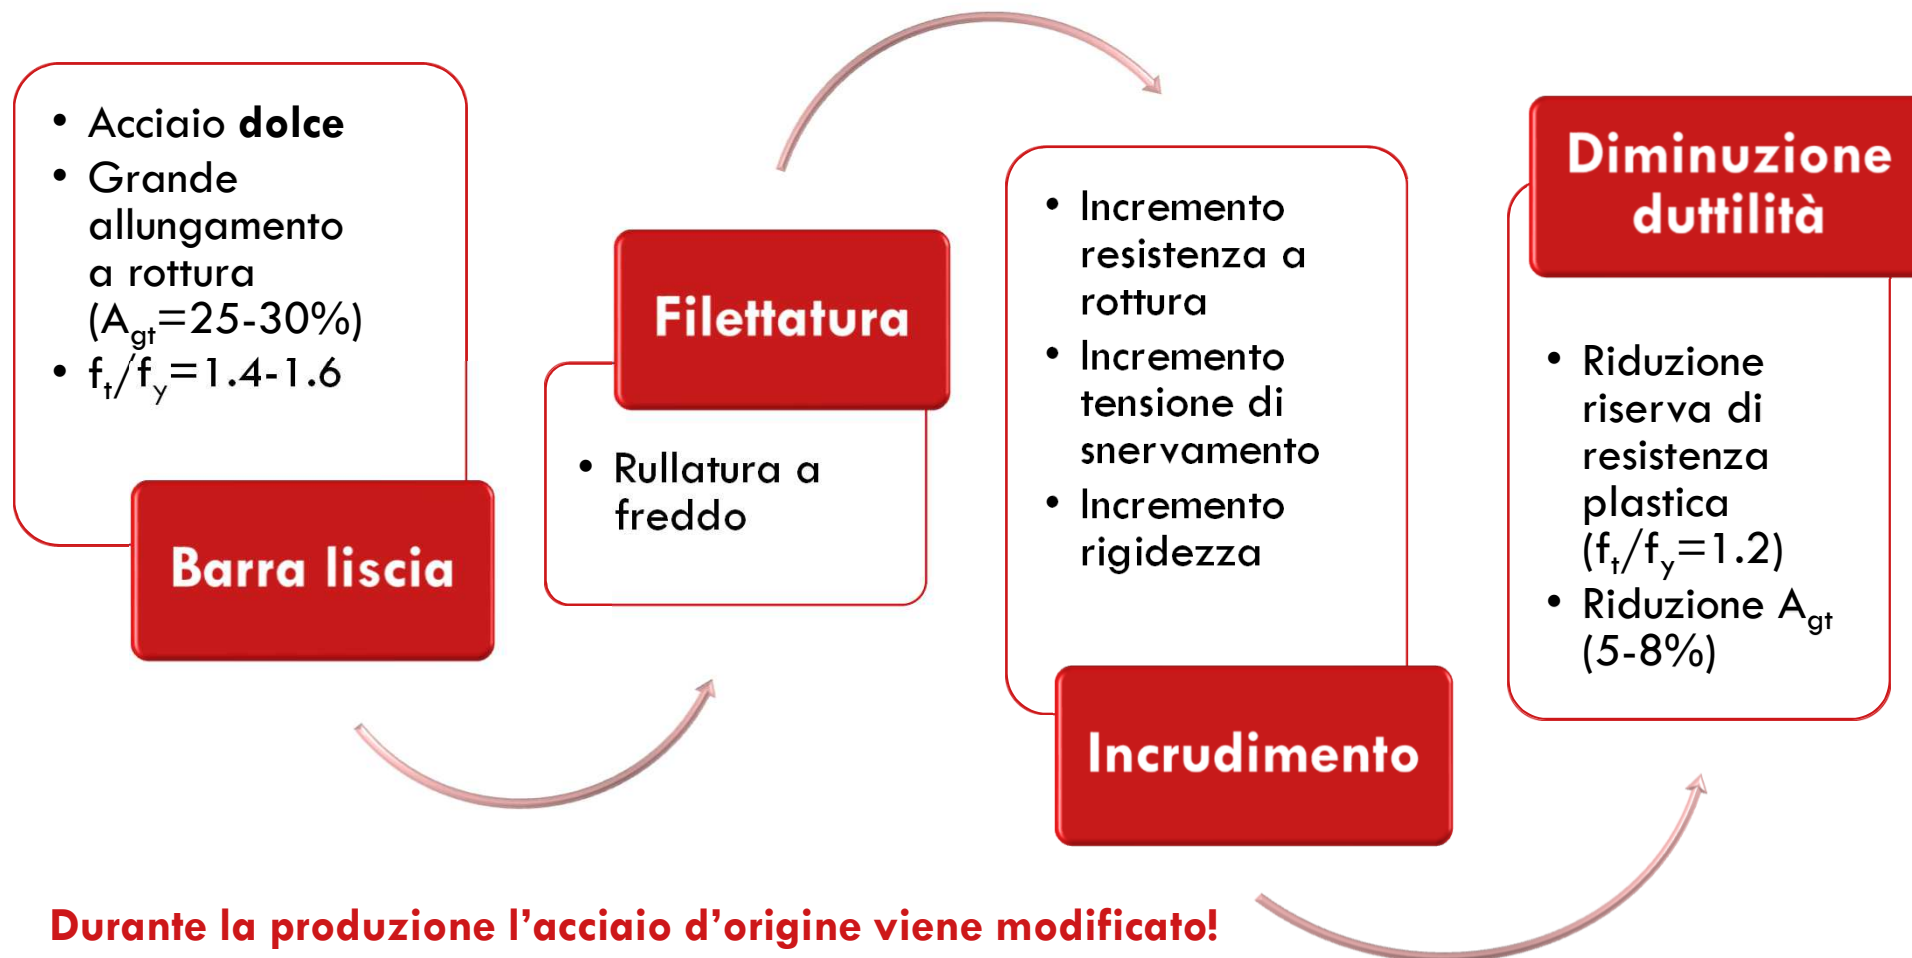 • Acciaio dolce
• Grande
allungamento
a rottura
(Agt=25-30%)
• ft/fy=1.4-1.6
Barra liscia
Filettatura
• Rullatura a
freddo
• Incremento
resistenza a
rottura
• Incremento
tensione di
snervamento
• Incremento
rigidezza
Incrudimento
Diminuzione
duttilità
• Riduzione
riserva di
resistenza
plastica
(ft/fy=1.2)
• Riduzione Agt
(5-8%)
Durante la produzione l’acciaio d’origine viene modificato!